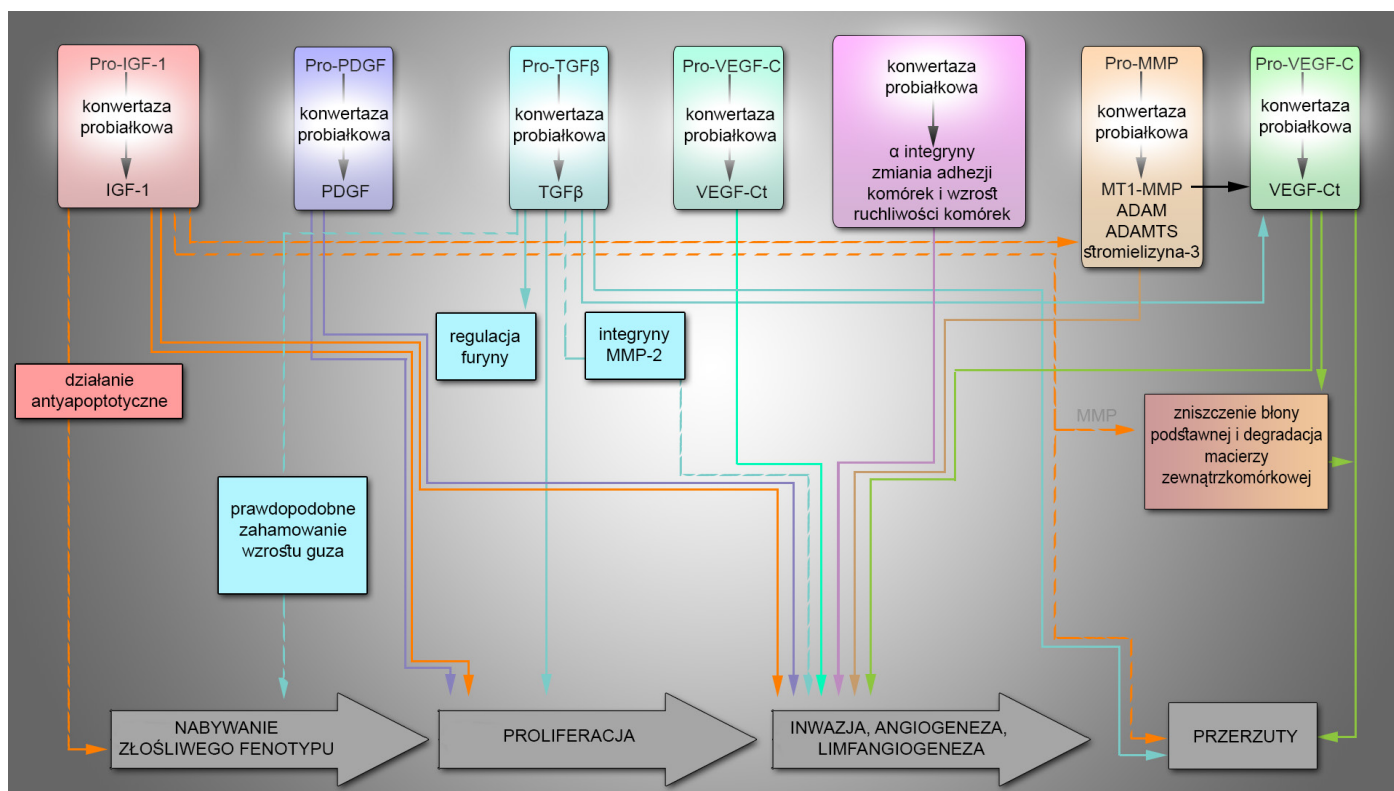 Pro-IGF-1
konwertaza
probiałkowa
IGF-1
Pro-PDGF
konwertaza
probiałkowa
PDGF
Pro-TGFβ
konwertaza
probiałkowa
TGFβ
Pro-VEGF-C
konwertaza
probiałkowa
VEGF-Ct
konwertaza
probiałkowa
α integryny
zmiania adhezji
komórek i wzrost
ruchliwości komórek
Pro-MMP
konwertaza
probiałkowa
MT1-MMP
ADAM
ADAMTS
stromielizyna-3
Pro-VEGF-C
konwertaza
probiałkowa
VEGF-Ct
regulacja
furyny
integryny
MMP-2
działanie
antyapoptotyczne
MMP
zniszczenie błony
podstawnej i degradacja
macierzy
zewnątrzkomórkowej
prawdopodobne
zahamowanie
wzrostu guza
NABYWANIE
ZŁOŚLIWEGO FENOTYPU
PROLIFERACJA
INWAZJA, ANGIOGENEZA,
LIMFANGIOGENEZA
PRZERZUTY